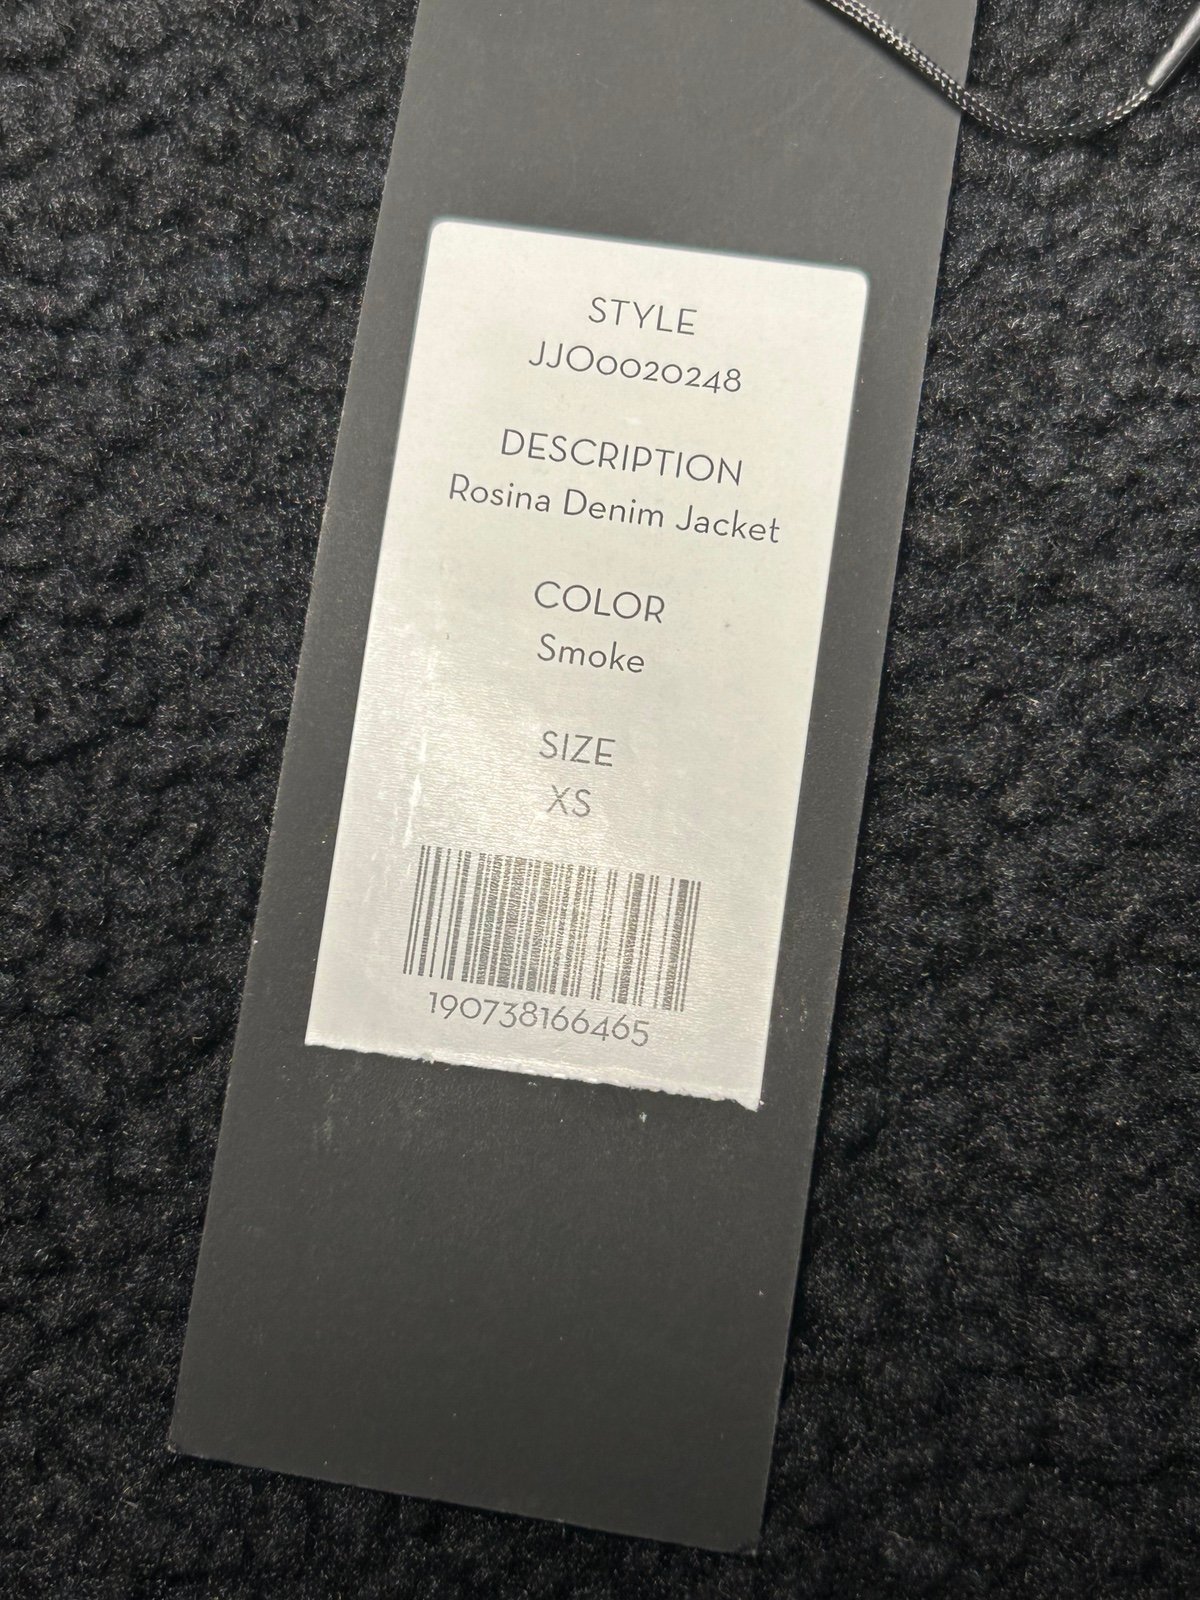 STYLE
JJO0020248
DESCRIPTION
Rosina Denim Jacket
COLOR
Smoke
SIZE
XS
190738166465